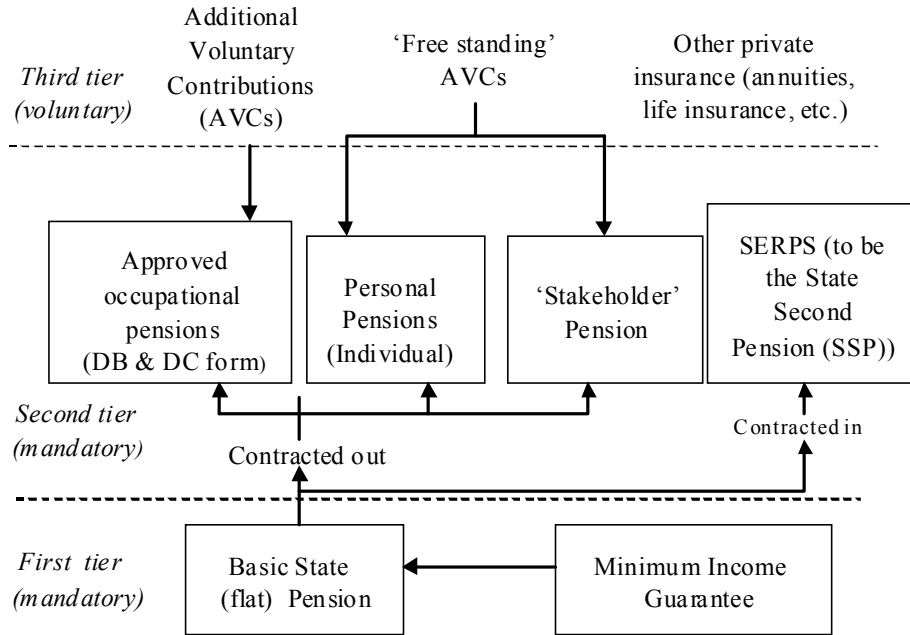 Additional
Voluntary
Contributions
(AVCs)
‘Free standing’
AVCs
Other private
insurance (annuities,
life insurance, etc.)
Third tier
(voluntary)
Approved
occupational
pensions
(DB & DC form)
Personal
Pensions
(Individual)
‘Stakeholder’
Pension
SERPS (to be
the State
Second
Pension (SSP))
Second tier
(mandatory)
Contracted out
Contracted in
First tier
(mandatory)
Basic State
(flat) Pension
Minimum Income
Guarantee